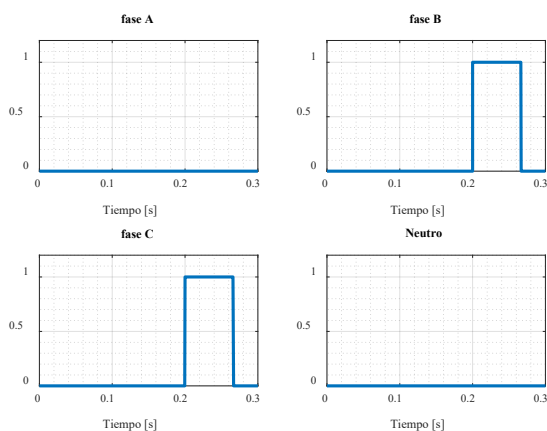 fase A
fase B
1
0.5
0
0 0.1 0.2 0.3
Tiempo [s]
1
0.5
0
0 0.1 0.2 0.3
Tiempo [s]
fase C
Neutro
1
0.5
0
0 0.1 0.2 0.3
Tiempo [s]
1
0.5
0
0 0.1 0.2 0.3
Tiempo [s]